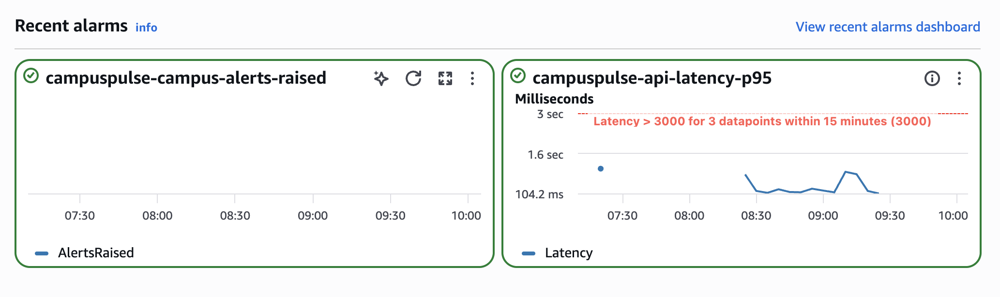 Recent alarms info
View recent alarms dashboard
campuspulse-campus-alerts-raised
07:30 08:00 08:30 09:00 09:30 10:00
AlertsRaised
campuspulse-api-latency-p95
Milliseconds
3 sec
Latency > 3000 for 3 datapoints within 15 minutes (3000)
1.6 sec
104.2 ms
07:30 08:00 08:30 09:00 09:30 10:00
Latency